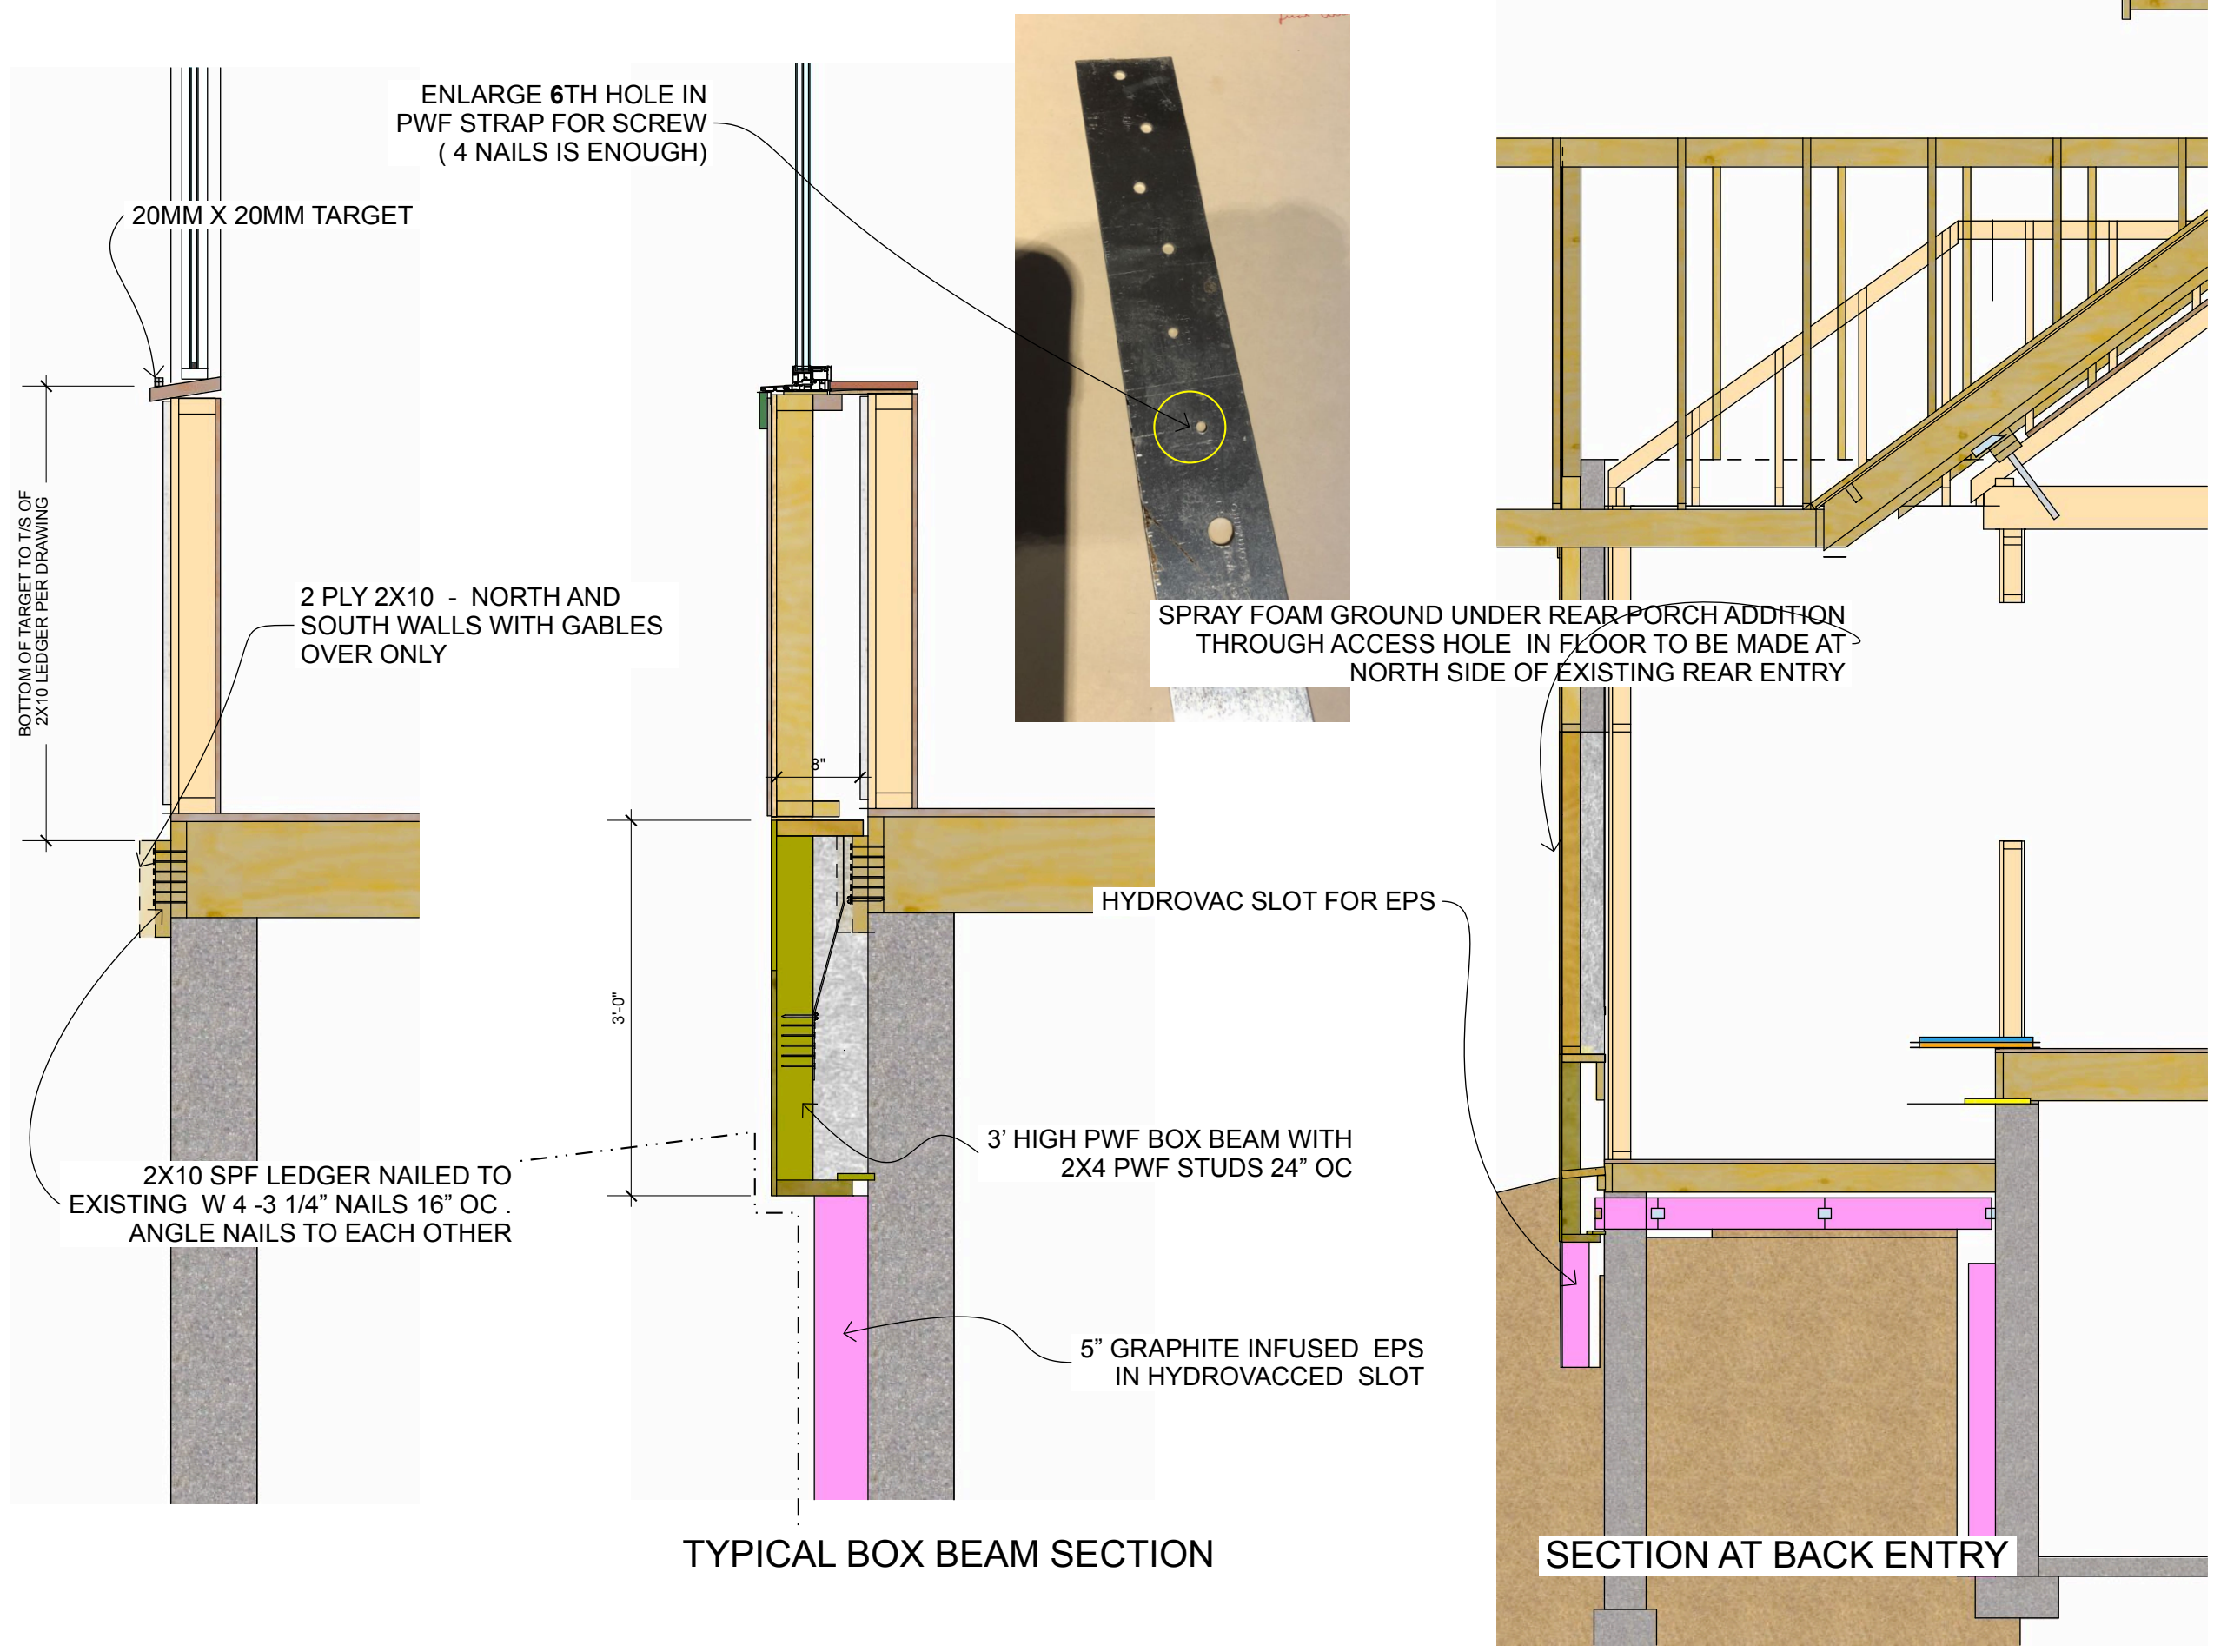 ENLARGE 6TH HOLE IN
PWF STRAP FOR SCREW
( 4 NAILS IS ENOUGH)
20MM X 20MM TARGET
BOTTOM OF TARGET TO T/S OF
2X10 LEDGER PER DRAWING
2 PLY 2X10 - NORTH AND
SOUTH WALLS WITH GABLES
OVER ONLY
SPRAY FOAM GROUND UNDER REAR PORCH ADDITION
THROUGH ACCESS HOLE IN FLOOR TO BE MADE AT
NORTH SIDE OF EXISTING REAR ENTRY
8"
HYDROVAC SLOT FOR EPS
3'-0"
3’ HIGH PWF BOX BEAM WITH
2X4 PWF STUDS 24” OC
2X10 SPF LEDGER NAILED TO
EXISTING W 4 -3 1/4” NAILS 16” OC .
ANGLE NAILS TO EACH OTHER
5” GRAPHITE INFUSED EPS
IN HYDROVACCED SLOT
TYPICAL BOX BEAM SECTION
SECTION AT BACK ENTRY